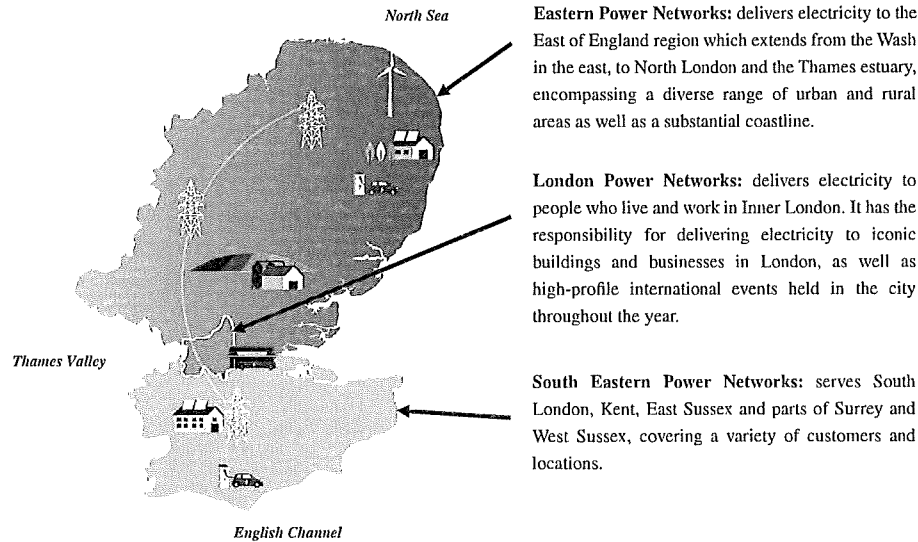 North Sea
Eastern Power Networks: delivers electricity to the
East of England region which extends from the Wash
in the east, to North London and the Thames estuary,
encompassing a diverse range of urban and rural
areas as well as a substantial coastline.
London Power Networks: delivers electricity to
people who live and work in Inner London. It has the
responsibility for delivering electricity to iconic
buildings and businesses in London, as well as
high-profile international events held in the city
throughout the year.
Thames Valley
South Eastern Power Networks: serves South
London, Kent, East Sussex and parts of Surrey and
West Sussex, covering a variety of customers and
locations.
English Channel